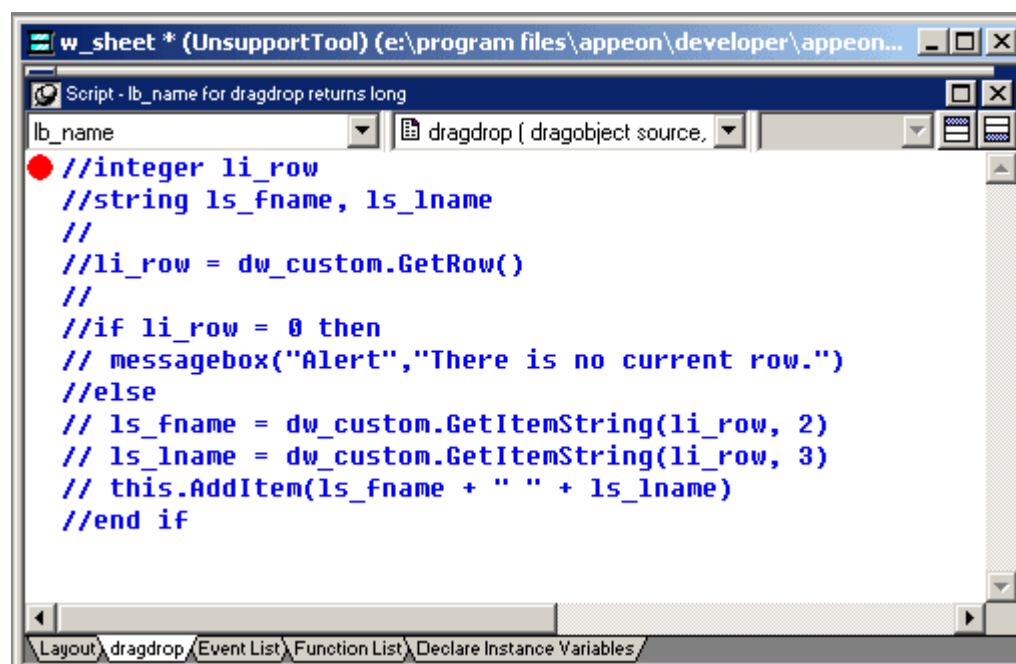 w_sheet * (UnsupportTool) (e:\program files\appeon\developer\appeon...
Script - lb_name for dragdrop returns long
lb_name
dragdrop ( dragobject source,
//integer li_row
//string ls_fname, ls_lname
//
//li_row = dw_custom.GetRow()
//
//if li_row = 0 then
// messagebox("Alert","There is no current row.")
//else
// ls_fname = dw_custom.GetItemString(li_row, 2)
// ls_lname = dw_custom.GetItemString(li_row, 3)
// this.AddItem(ls_fname + " " + ls_lname)
//end if
Layout dragdrop Event List Function List Declare Instance Variables